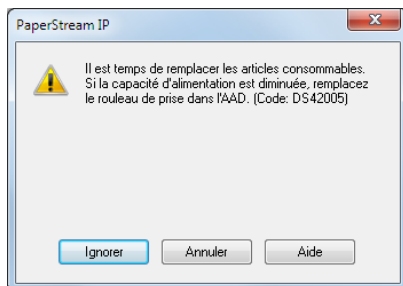 PaperStream IP
Il est temps de remplacer les articles consommables.
Si la capacité d'alimentation est diminuée, remplacez
le rouleau de prise dans l'AAD. (Code: DS42005)
Ignorer
Annuler
Aide